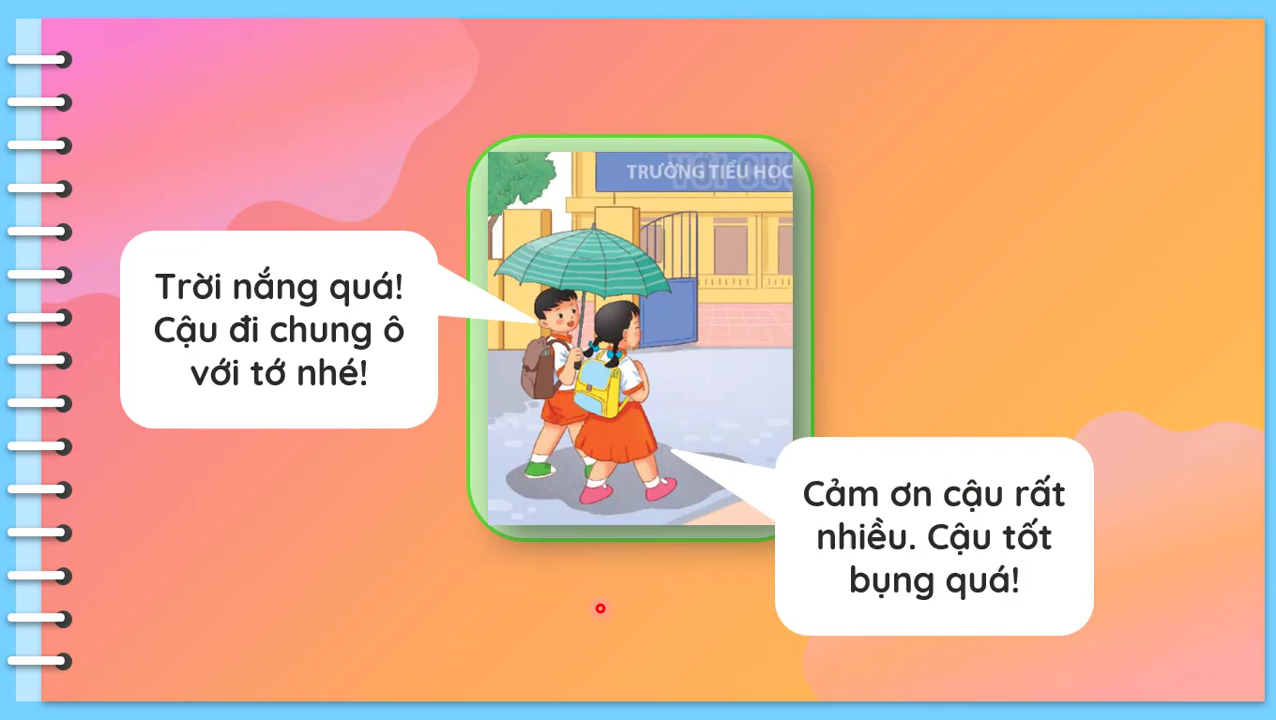 TRƯỜNG TIỂU HỌC
Trời nắng quá!
Cậu đi chung ô
với tớ nhé!
Cảm ơn cậu rất
nhiều. Cậu tốt
bụng quá!